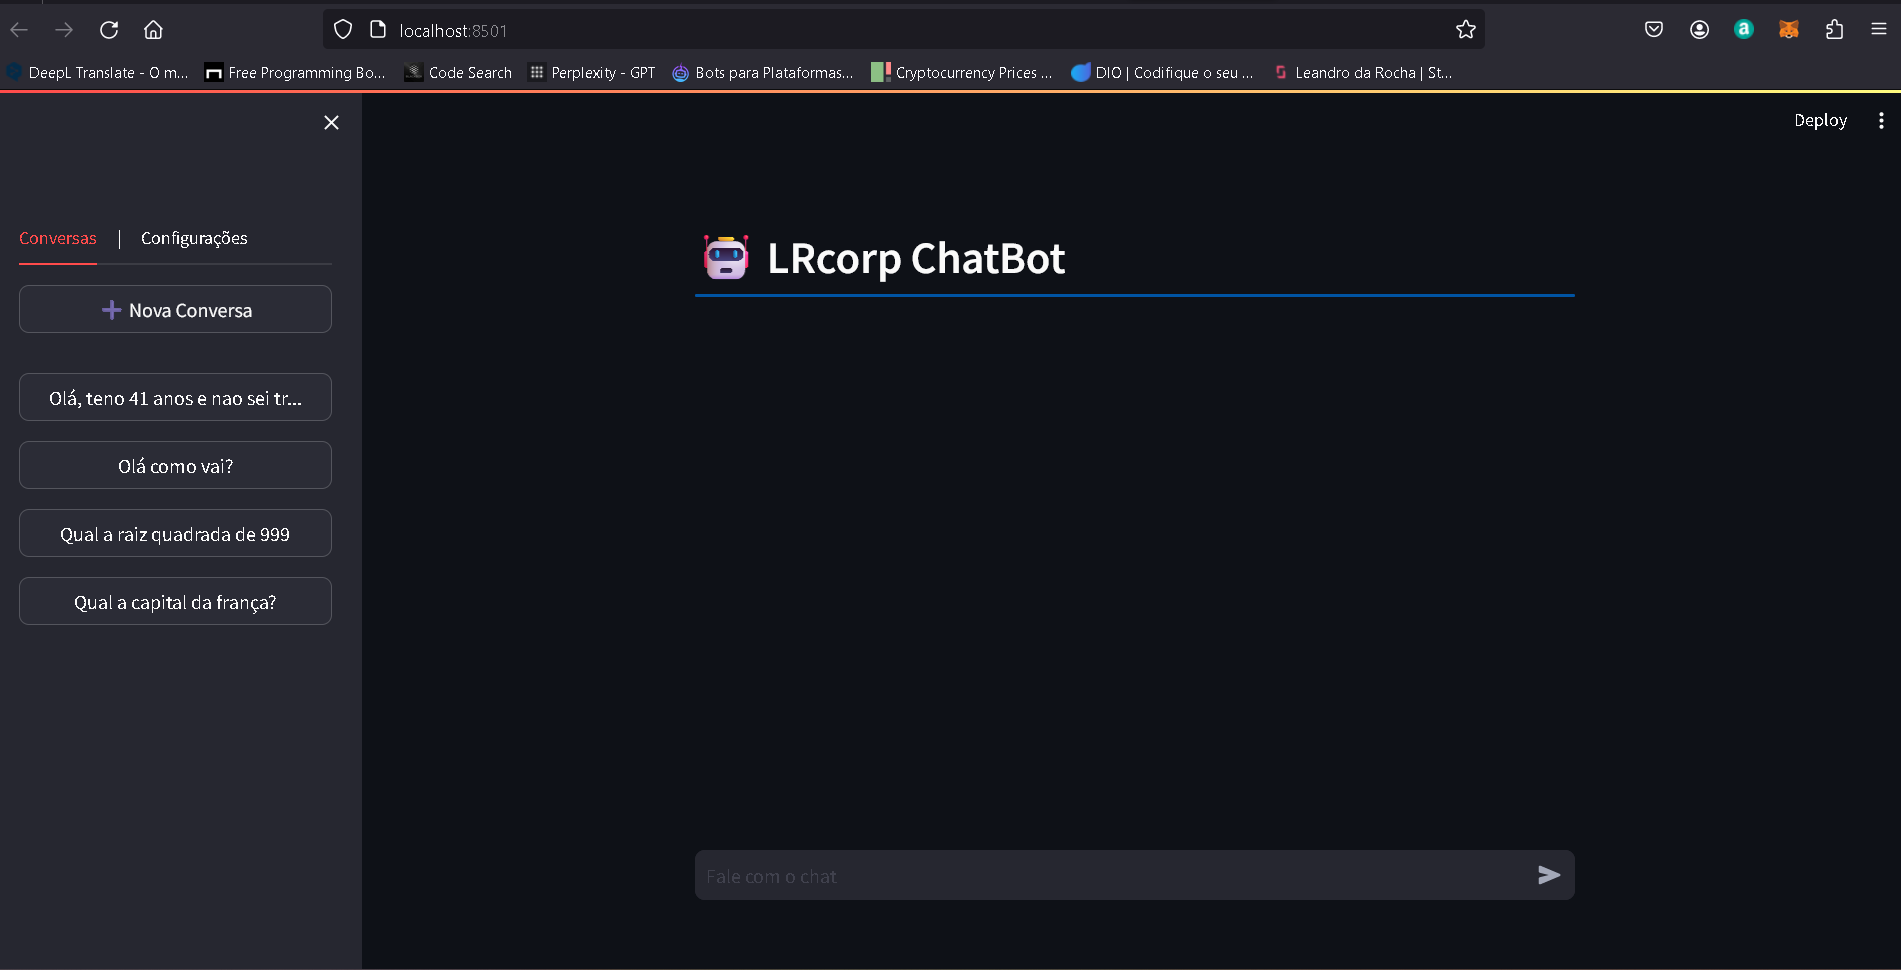 localhost:8501
DeepL Translate - O m... Free Programming Bo... Code Search Perplexity - GPT Bots para Plataformas... Cryptocurrency Prices ... DIO | Codifique o seu ... Leandro da Rocha | St...
Deploy
Conversas | Configurações
Nova Conversa
Olá, teno 41 anos e nao sei tr...
Olá como vai?
Qual a raiz quadrada de 999
Qual a capital da frança?
LRcorp ChatBot
Fale com o chat